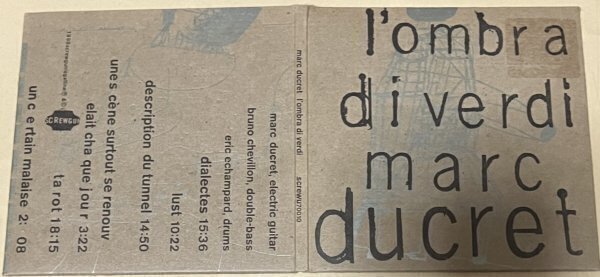 l'ombra
di verdi
marc
ducret
marc ducret l'ombra di verdi screwu70010
marc ducret, electric guitar
bruno chevillon, double-bass
eric echampard, drums
dialectes 15:36
lust 10:22
description du tunnel 14:50
une s cène surtout se renouv
elait cha que jou r 3:22
ta rot 18:15
SCREWGUN
un c e rtain malaise 2: 08